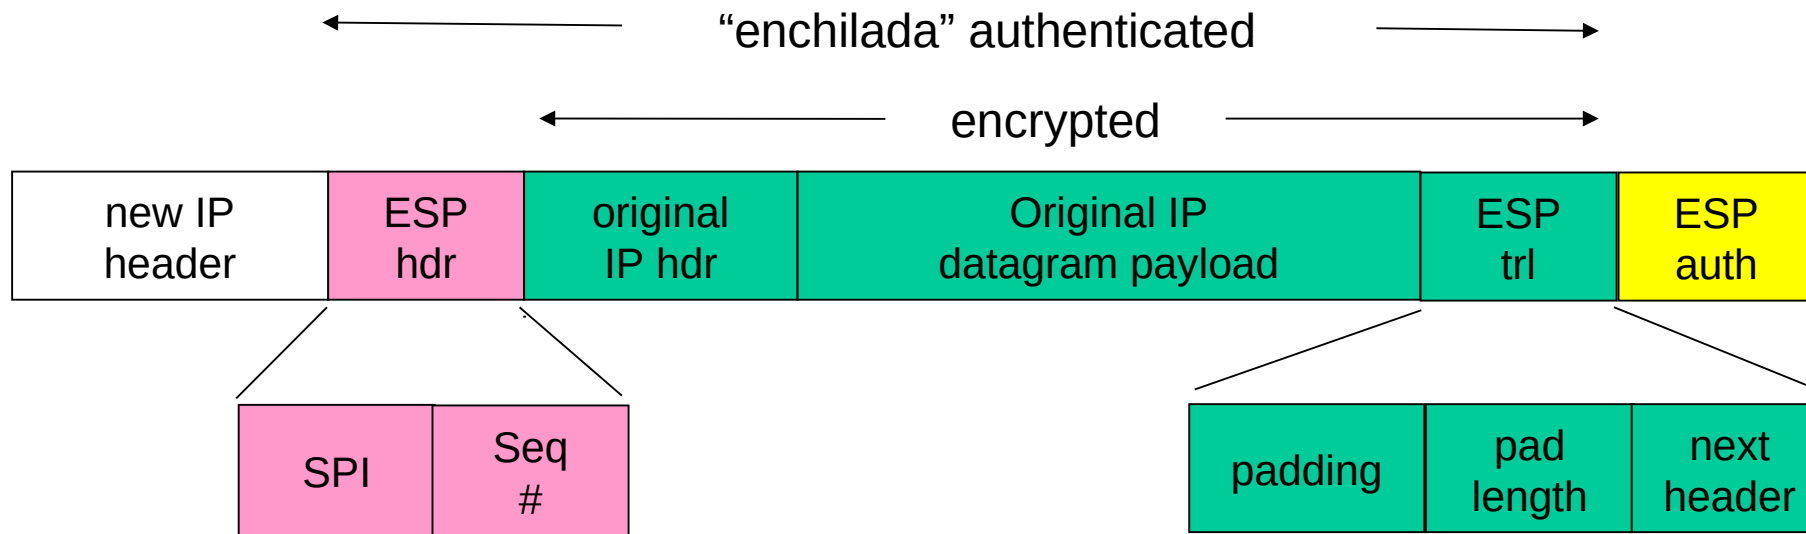 “enchilada” authenticated
encrypted
new IP
header
ESP
hdr
original
IP hdr
Original IP
datagram payload
ESP
trl
ESP
auth
SPI
Seq
#
padding
pad
length
next
header